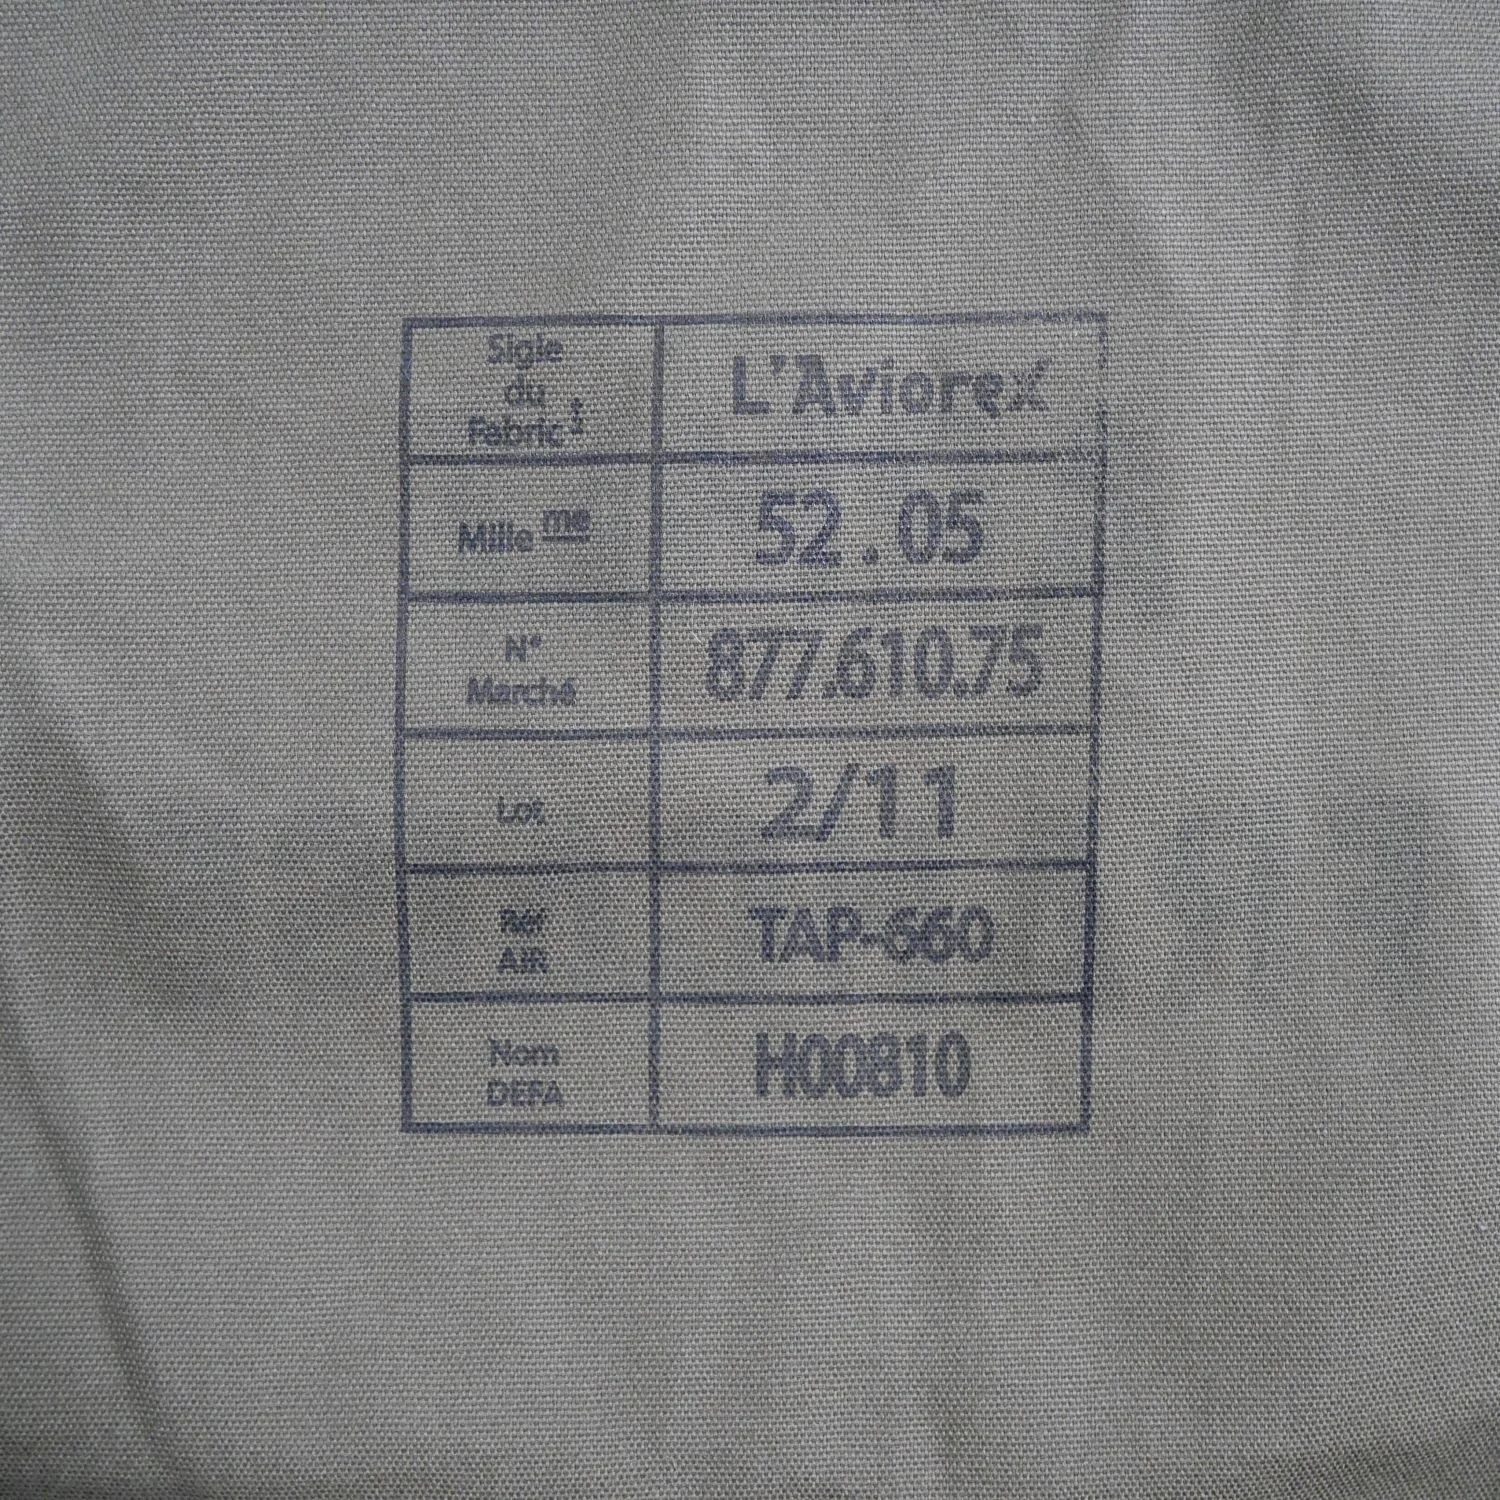 Sigle
du
Fabric t
L'Aviorex
Mille me
52.05
N°
Marché
877.610.75
Lot
2/11
Réf
AIR
TAP-660
Nom
DEFA
H00810